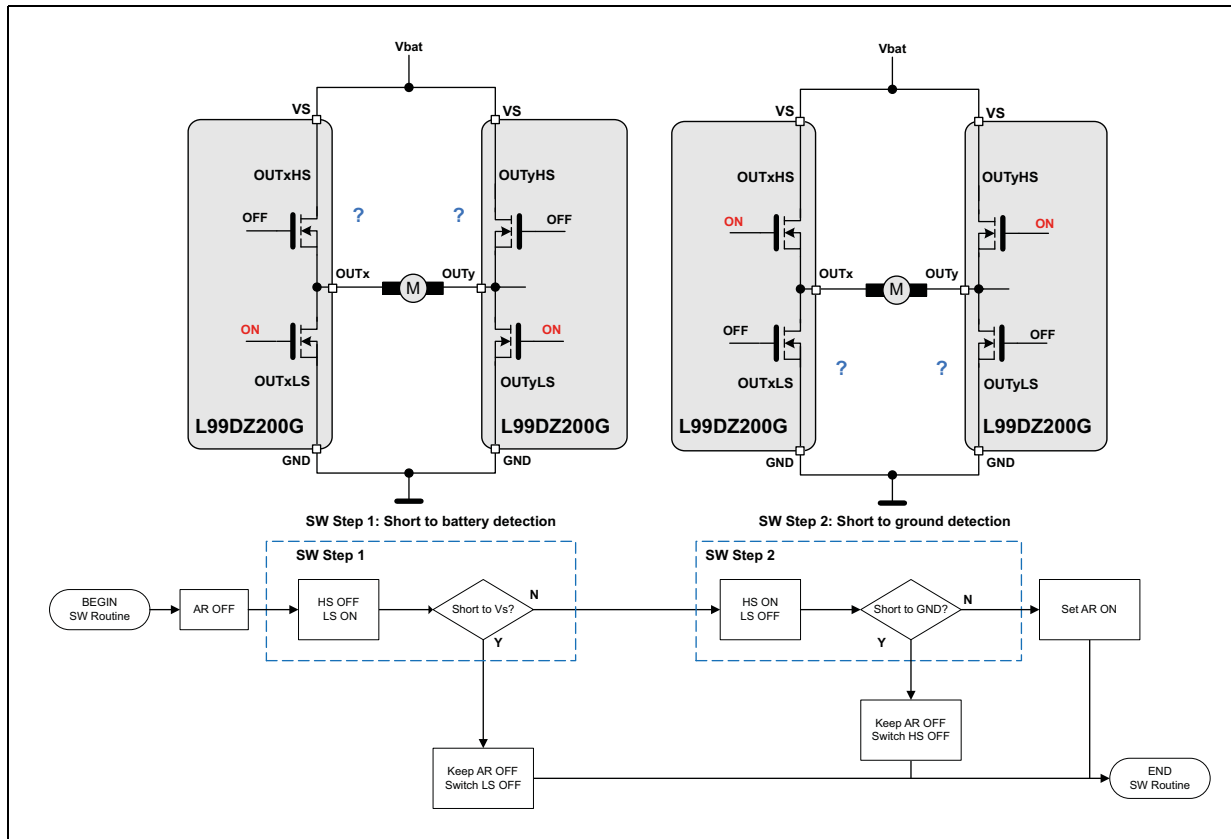 Vbat
VS
VS
OUTxHS
OUTyHS
OFF
?
?
OFF
OUTx
M
OUTy
ON
ON
OUTxLS
OUTyLS
L99DZ200G
L99DZ200G
GND
GND
SW Step 1: Short to battery detection
Vbat
VS
VS
OUTxHS
OUTyHS
ON
ON
OUTx
M
OUTy
OFF
OFF
OUTxLS
?
?
OUTyLS
L99DZ200G
L99DZ200G
GND
GND
SW Step 2: Short to ground detection
SW Step 1
SW Step 2
BEGIN
SW Routine
AR OFF
HS OFF
LS ON
Short to Vs?
N
Y
HS ON
LS OFF
Short to GND?
N
Y
Set AR ON
Keep AR OFF
Switch HS OFF
Keep AR OFF
Switch LS OFF
END
SW Routine